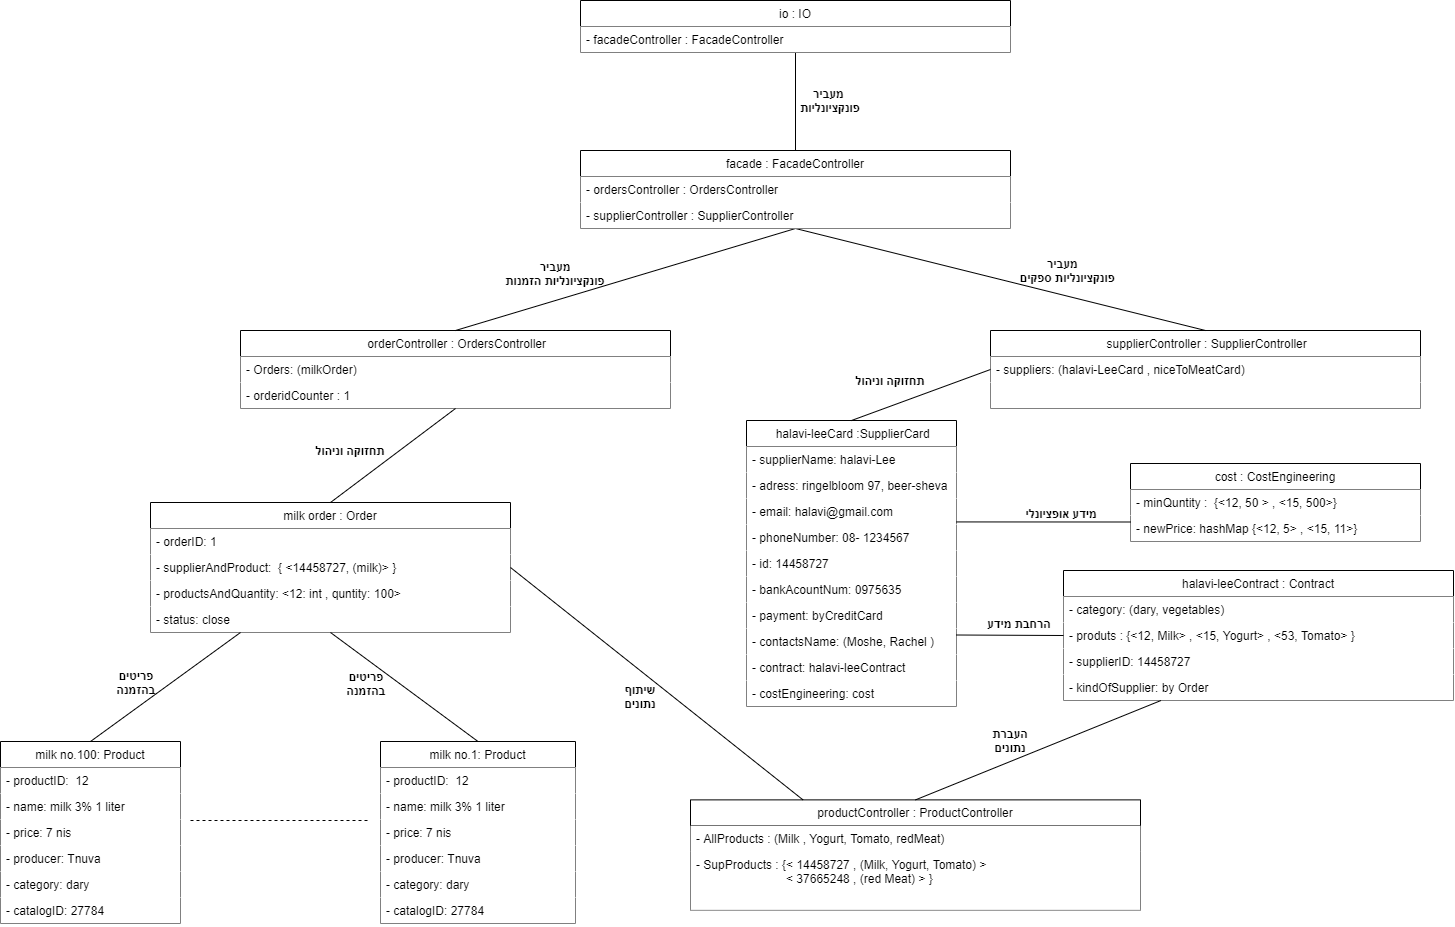 io : IO
- facadeController : FacadeController
מעביר
פונקציונליות
facade : FacadeController
- ordersController : OrdersController
- supplierController : SupplierController
מעביר
פונקציונליות הזמנות
מעביר
פונקציונליות ספקים
orderController : OrdersController
- Orders: (milkOrder)
- orderidCounter : 1
supplierController : SupplierController
- suppliers: (halavi-LeeCard , niceToMeatCard)
תחזוקה וניהול
תחזוקה וניהול
halavi-leeCard :SupplierCard
- supplierName: halavi-Lee
- adress: ringelbloom 97, beer-sheva
- email: halavi@gmail.com
- phoneNumber: 08- 1234567
- id: 14458727
- bankAcountNum: 0975635
- payment: byCreditCard
- contactsName: (Moshe, Rachel )
- contract: halavi-leeContract
- costEngineering: cost
מידע אופציונלי
cost : CostEngineering
- minQuntity :  {<12, 50 > , <15, 500>}
- newPrice: hashMap {<12, 5> , <15, 11>}
הרחבת מידע
halavi-leeContract : Contract
- category: (dary, vegetables)
- produts : {<12, Milk> , <15, Yogurt> , <53, Tomato> }
- supplierID: 14458727
- kindOfSupplier: by Order
milk order : Order
- orderID: 1
- supplierAndProduct:  { <14458727, (milk)> }
- productsAndQuantity: <12: int , quntity: 100>
- status: close
פריטים
בהזמנה
פריטים
בהזמנה
שיתוף
נתונים
העברת
נתונים
milk no.100: Product
- productID:  12
- name: milk 3% 1 liter
- price: 7 nis
- producer: Tnuva
- category: dary
- catalogID: 27784
milk no.1: Product
- productID:  12
- name: milk 3% 1 liter
- price: 7 nis
- producer: Tnuva
- category: dary
- catalogID: 27784
productController : ProductController
- AllProducts : (Milk , Yogurt, Tomato, redMeat)
- SupProducts : {< 14458727 , (Milk, Yogurt, Tomato) >
< 37665248 , (red Meat) > }